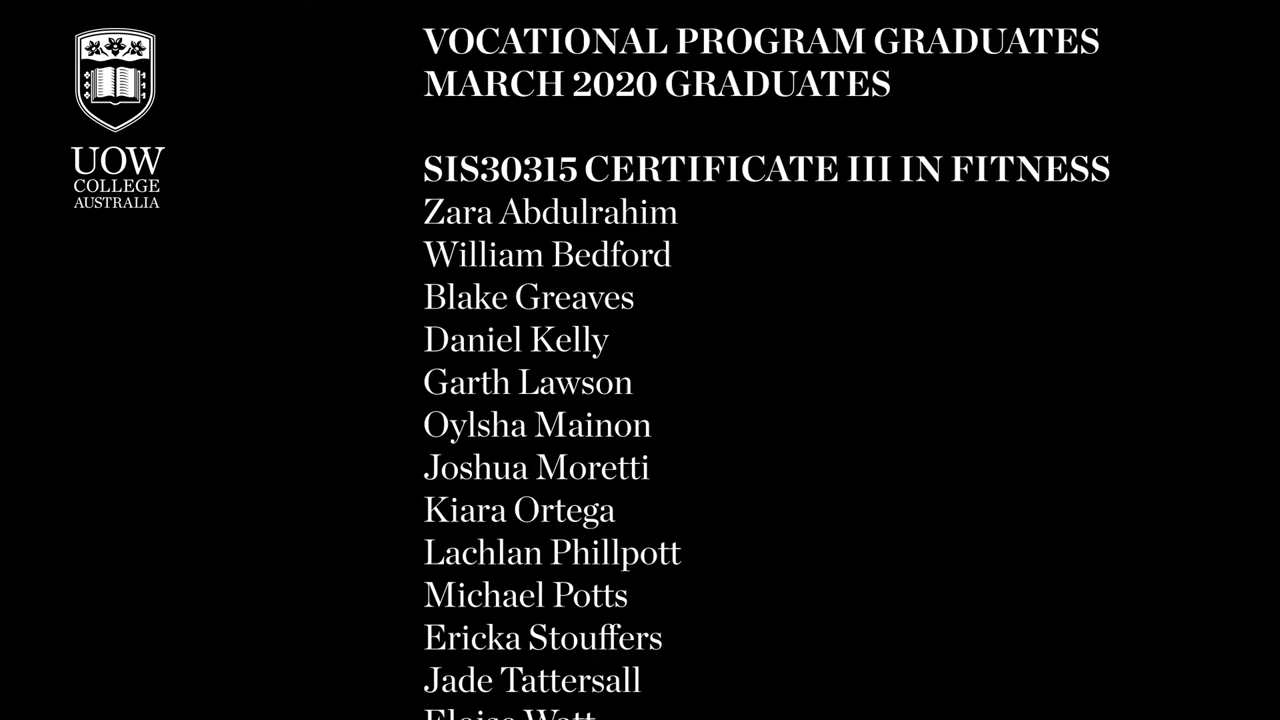 UOW
COLLEGE
AUSTRALIA
VOCATIONAL PROGRAM GRADUATES
MARCH 2020 GRADUATES
SIS30315 CERTIFICATE III IN FITNESS
Zara Abdulrahim
William Bedford
Blake Greaves
Daniel Kelly
Garth Lawson
Oylsha Mainon
Joshua Moretti
Kiara Ortega
Lachlan Phillpott
Michael Potts
Ericka Stouffers
Jade Tattersall
Eloise Watt